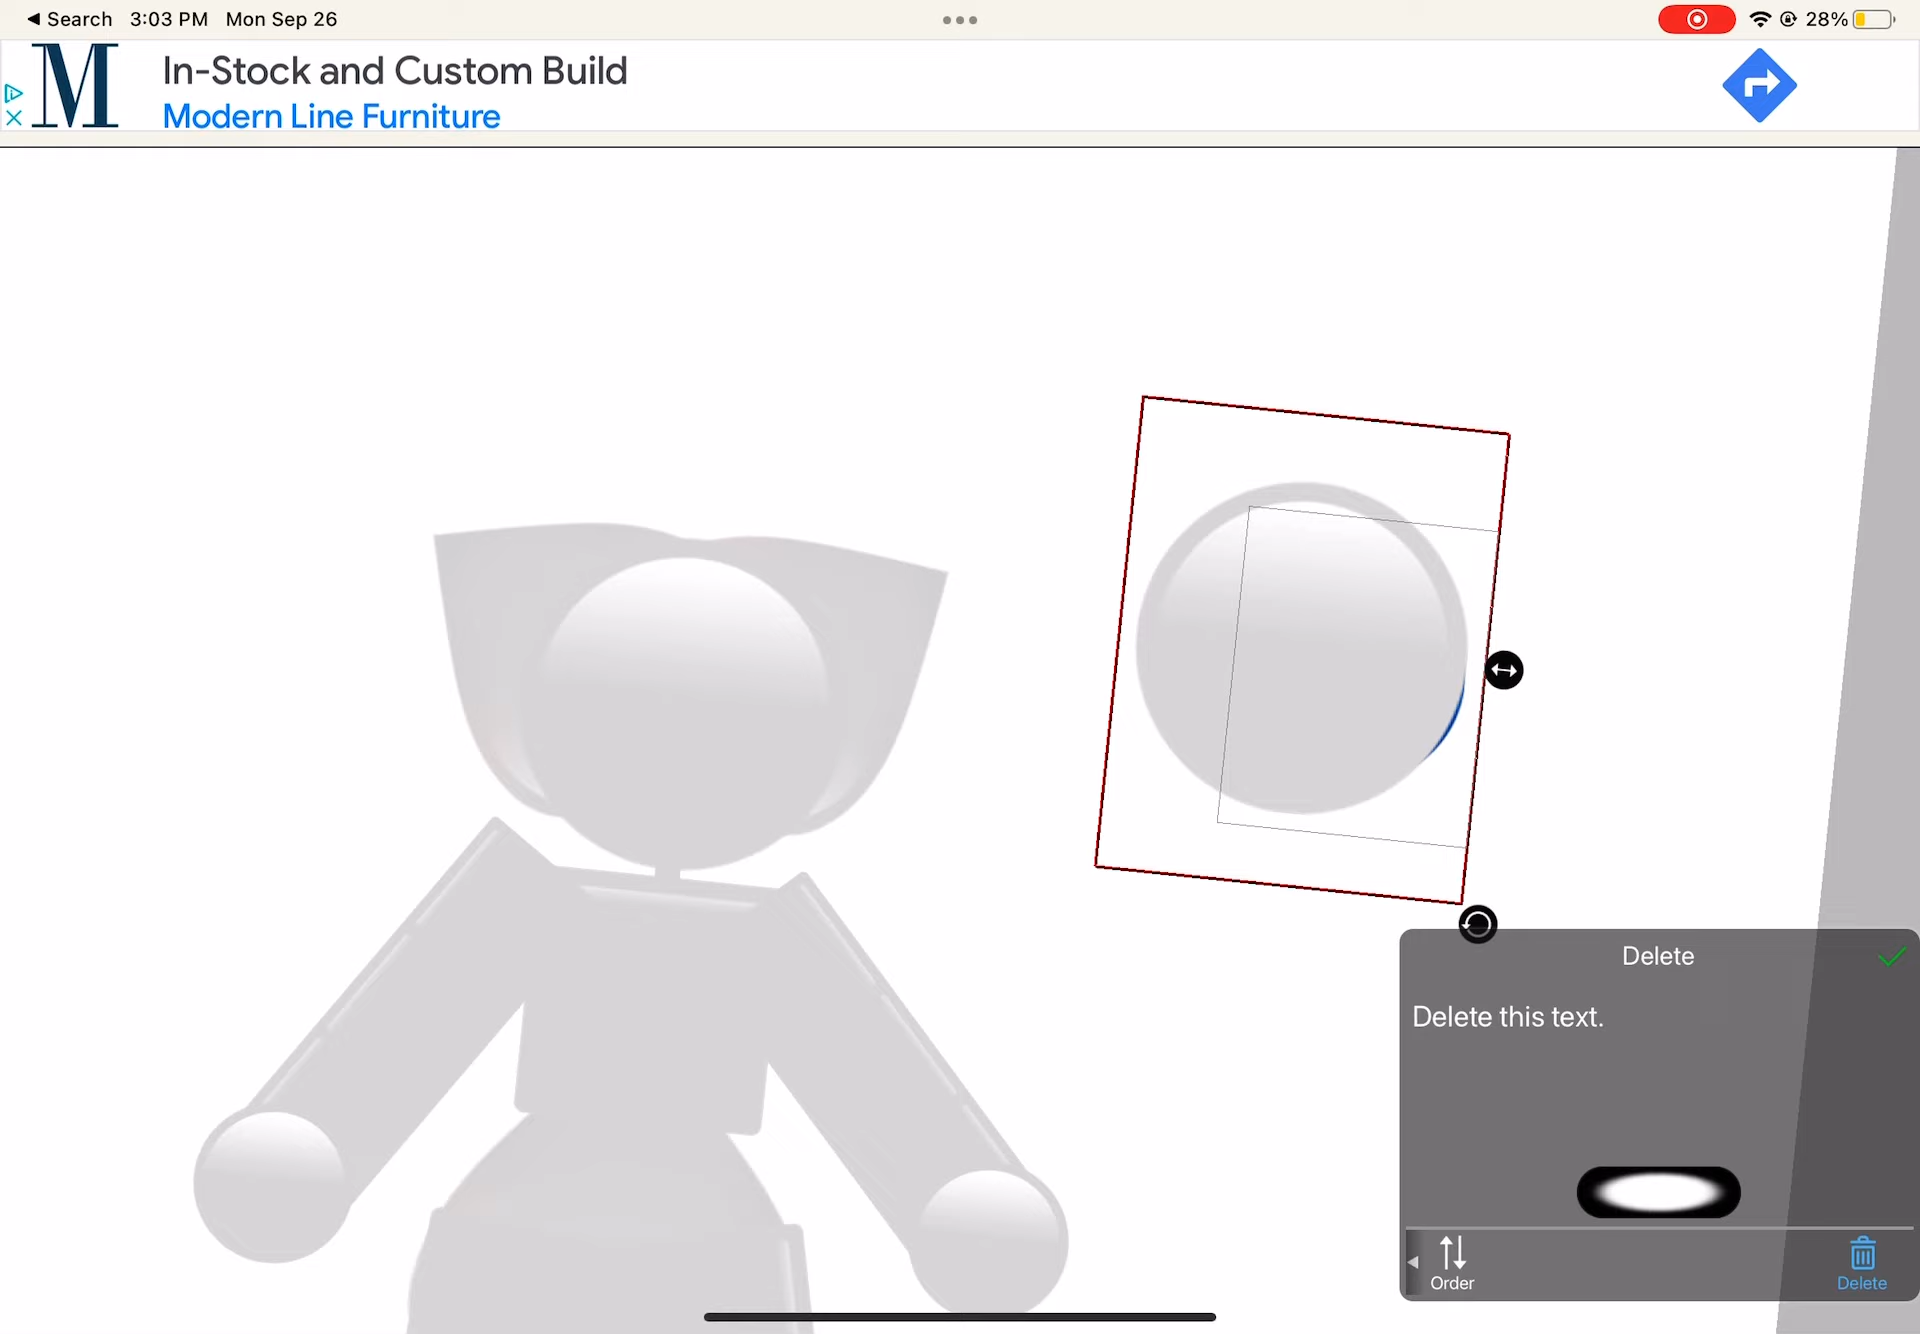 Search 3:03 PM Mon Sep 26
28%
M
In-Stock and Custom Build
Modern Line Furniture
Delete
Delete this text.
Order
Delete